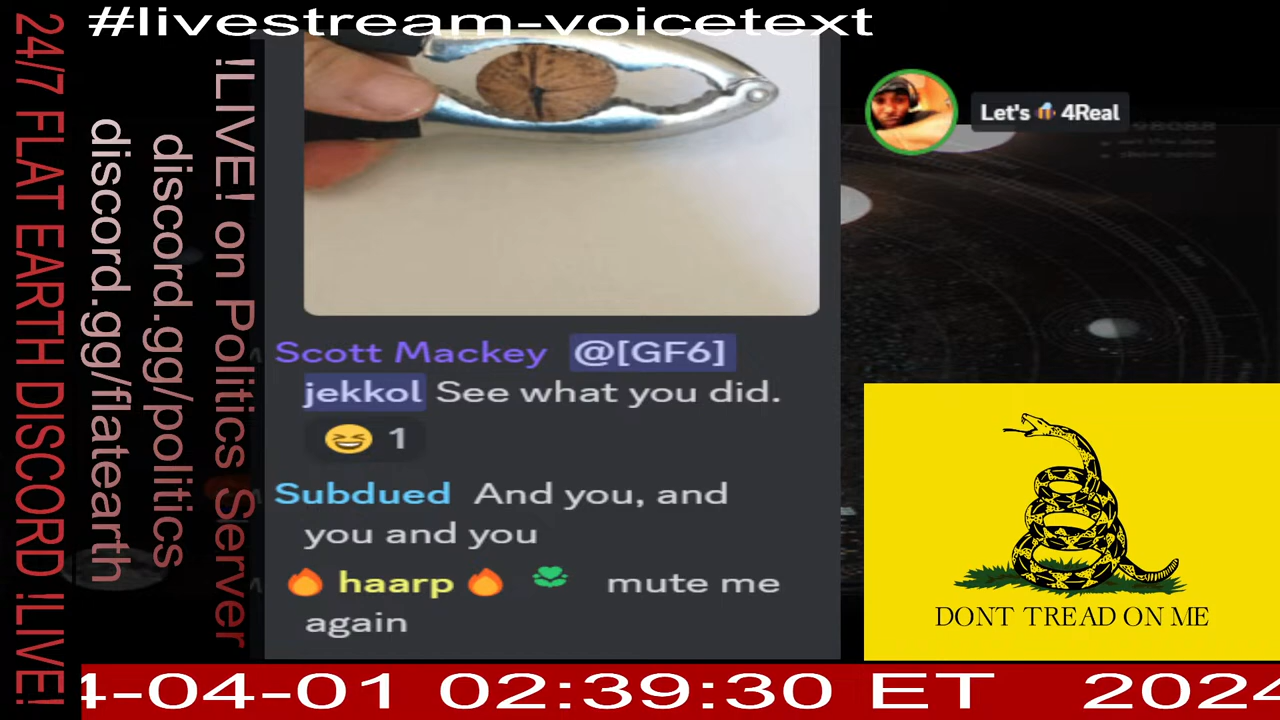 #livestream-voicetext
24/7 FLAT EARTH DISCORD !LIVE!
discord.gg/flatearth
discord.gg/politics
!LIVE! on Politics Server
Let's 4Real
Scott Mackey @[GF6]
jekkol See what you did.
😆 1
Subdued And you, and
you and you
🔥 haarp 🔥 mute me
again
DONT TREAD ON ME
4-04-01 02:39:30 ET 2024